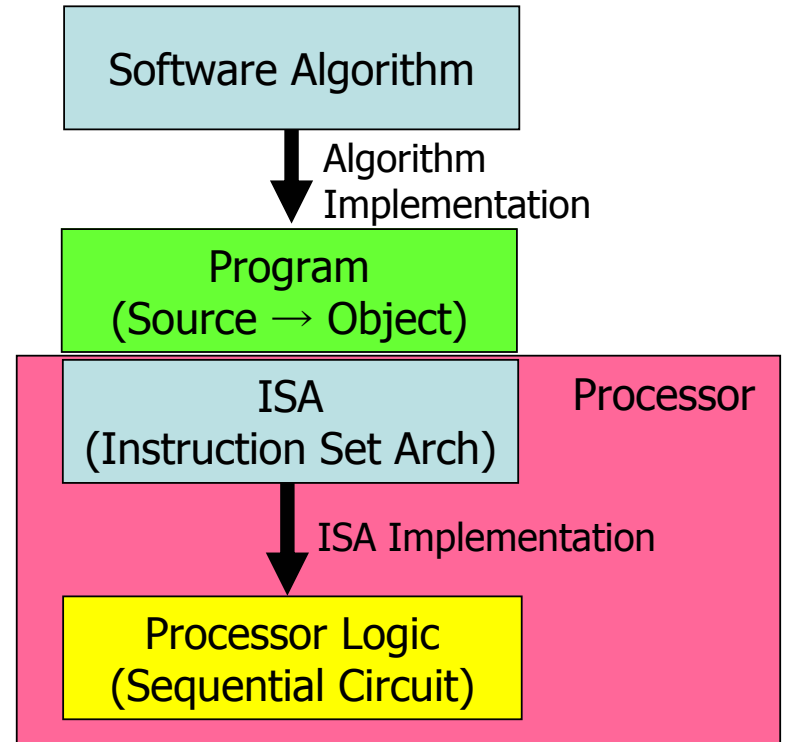 Software Algorithm
Algorithm
Implementation
Program
(Source → Object)
ISA
(Instruction Set Arch)
Processor
ISA Implementation
Processor Logic
(Sequential Circuit)